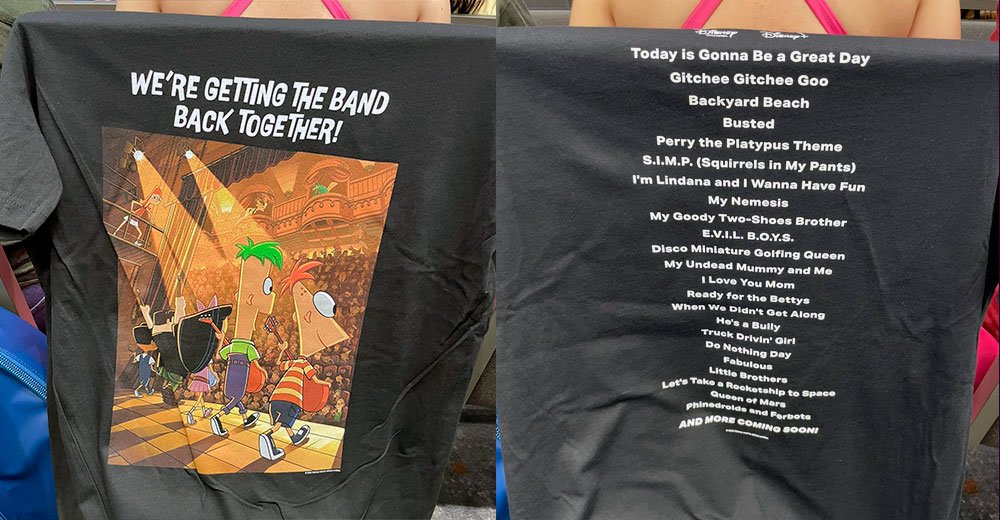 WE'RE GETTING THE BAND
BACK TOGETHER!
Disney Disney+
Today is Gonna Be a Great Day
Gitchee Gitchee Goo
Backyard Beach
Busted
Perry the Platypus Theme
S.I.M.P. (Squirrels in My Pants)
I'm Lindana and I Wanna Have Fun
My Nemesis
My Goody Two-Shoes Brother
E.V.I.L. B.O.Y.S.
Disco Miniature Golfing Queen
My Undead Mummy and Me
I Love You Mom
Ready for the Bettys
When We Didn't Get Along
He's a Bully
Truck Drivin' Girl
Do Nothing Day
Fabulous
Little Brothers
Let's Take a Rocketship to Space
Queen of Mars
Phinedroids and Ferbots
AND MORE COMING SOON!